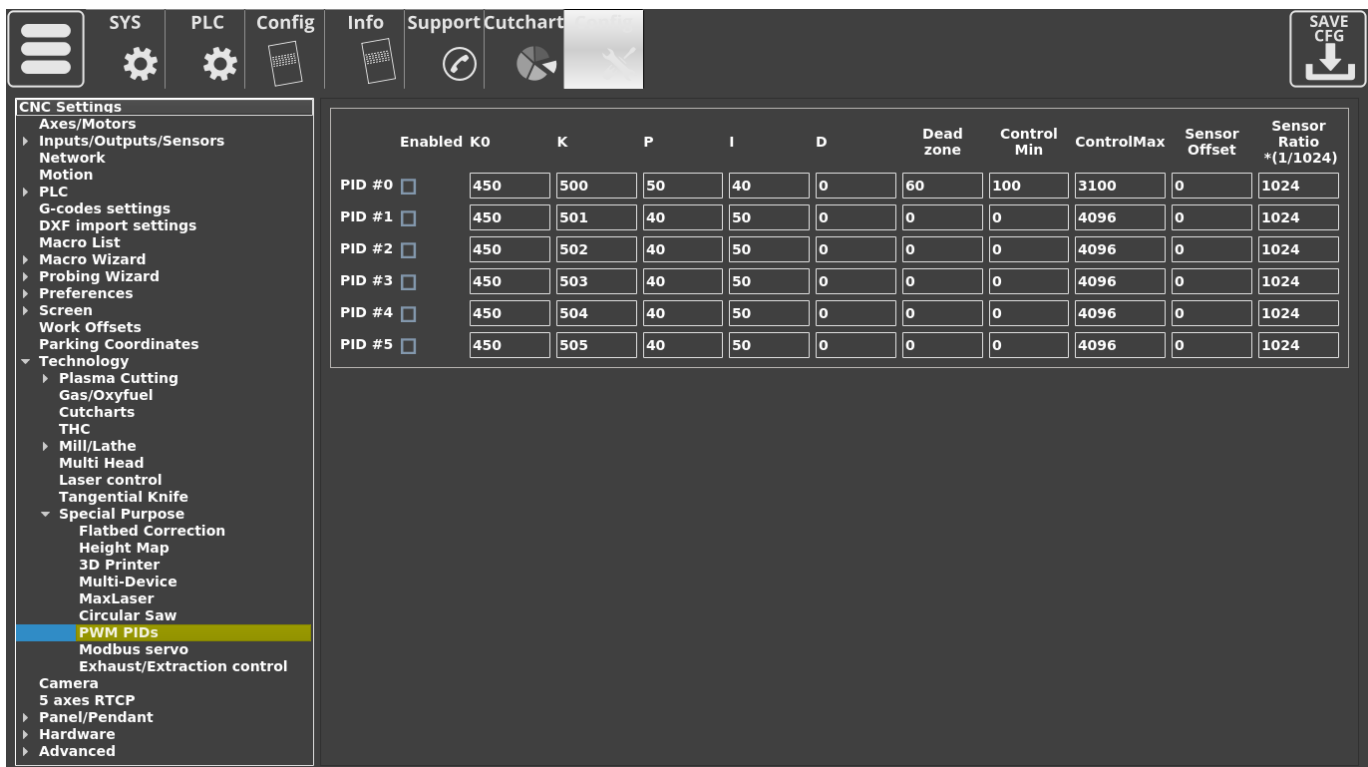 SYS PLC Config Info Support Cutchart Config
SAVE
CFG
CNC Settings
Axes/Motors
Inputs/Outputs/Sensors
Network
Motion
PLC
G-codes settings
DXF import settings
Macro List
Macro Wizard
Probing Wizard
Preferences
Screen
Work Offsets
Parking Coordinates
Technology
Plasma Cutting
Gas/Oxyfuel
Cutcharts
THC
Mill/Lathe
Multi Head
Laser control
Tangential Knife
Special Purpose
Flatbed Correction
Height Map
3D Printer
Multi-Device
MaxLaser
Circular Saw
PWM PIDs
Modbus servo
Exhaust/Extraction control
Camera
5 axes RTCP
Panel/Pendant
Hardware
Advanced
Enabled K0 K P I D Dead zone Control Min ControlMax Sensor Offset Sensor Ratio *(1/1024)
PID #0 450 500 50 40 0 60 100 3100 0 1024
PID #1 450 501 40 50 0 0 0 4096 0 1024
PID #2 450 502 40 50 0 0 0 4096 0 1024
PID #3 450 503 40 50 0 0 0 4096 0 1024
PID #4 450 504 40 50 0 0 0 4096 0 1024
PID #5 450 505 40 50 0 0 0 4096 0 1024